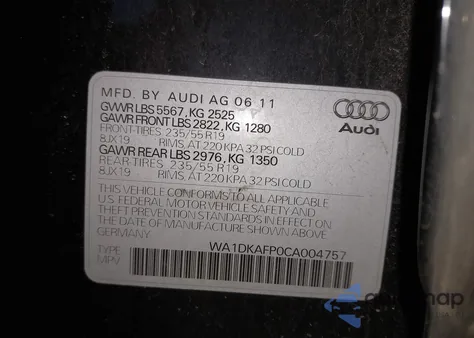 MFD. BY AUDI AG 06 11
GWWR LBS 5567, KG 2525
GAWR FRONT LBS 2822, KG 1280
FRONT-TIRES: 235/55 R19
8JX19 RIMS, AT 220 KPA 32 PSI COLD
GAWR REAR LBS 2976, KG 1350
REAR-TIRES: 235/55 R19
8JX19 RIMS, AT 220 KPA 32 PSI COLD
THIS VEHICLE CONFORMS TO ALL APPLICABLE
U.S. FEDERAL MOTOR VEHICLE SAFETY AND
THEFT PREVENTION STANDARDS IN EFFECT ON
THE DATE OF MANUFACTURE SHOWN ABOVE.
GERMANY
WA1DKAFP0CA004757
TYPE
MPV
Audi